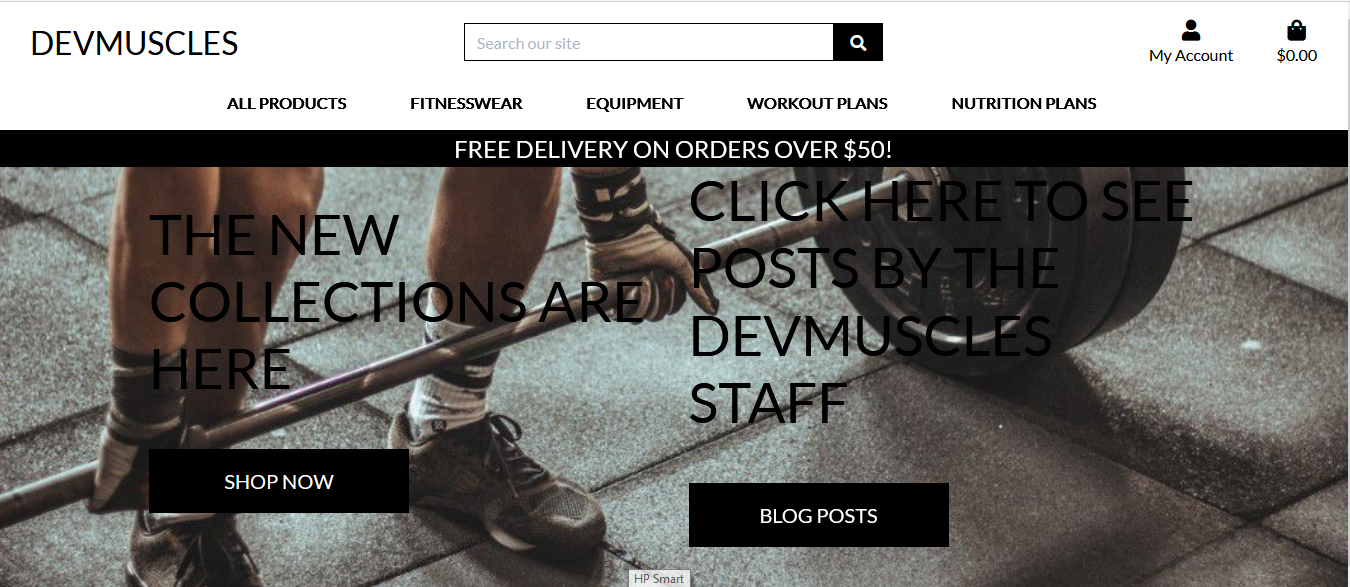 DEVMUSCLES
Search our site
My Account
$0.00
ALL PRODUCTS
FITNESSWEAR
EQUIPMENT
WORKOUT PLANS
NUTRITION PLANS
FREE DELIVERY ON ORDERS OVER $50!
THE NEW
COLLECTIONS ARE
HERE
SHOP NOW
CLICK HERE TO SEE
POSTS BY THE
DEVMUSCLES
STAFF
BLOG POSTS
HP Smart